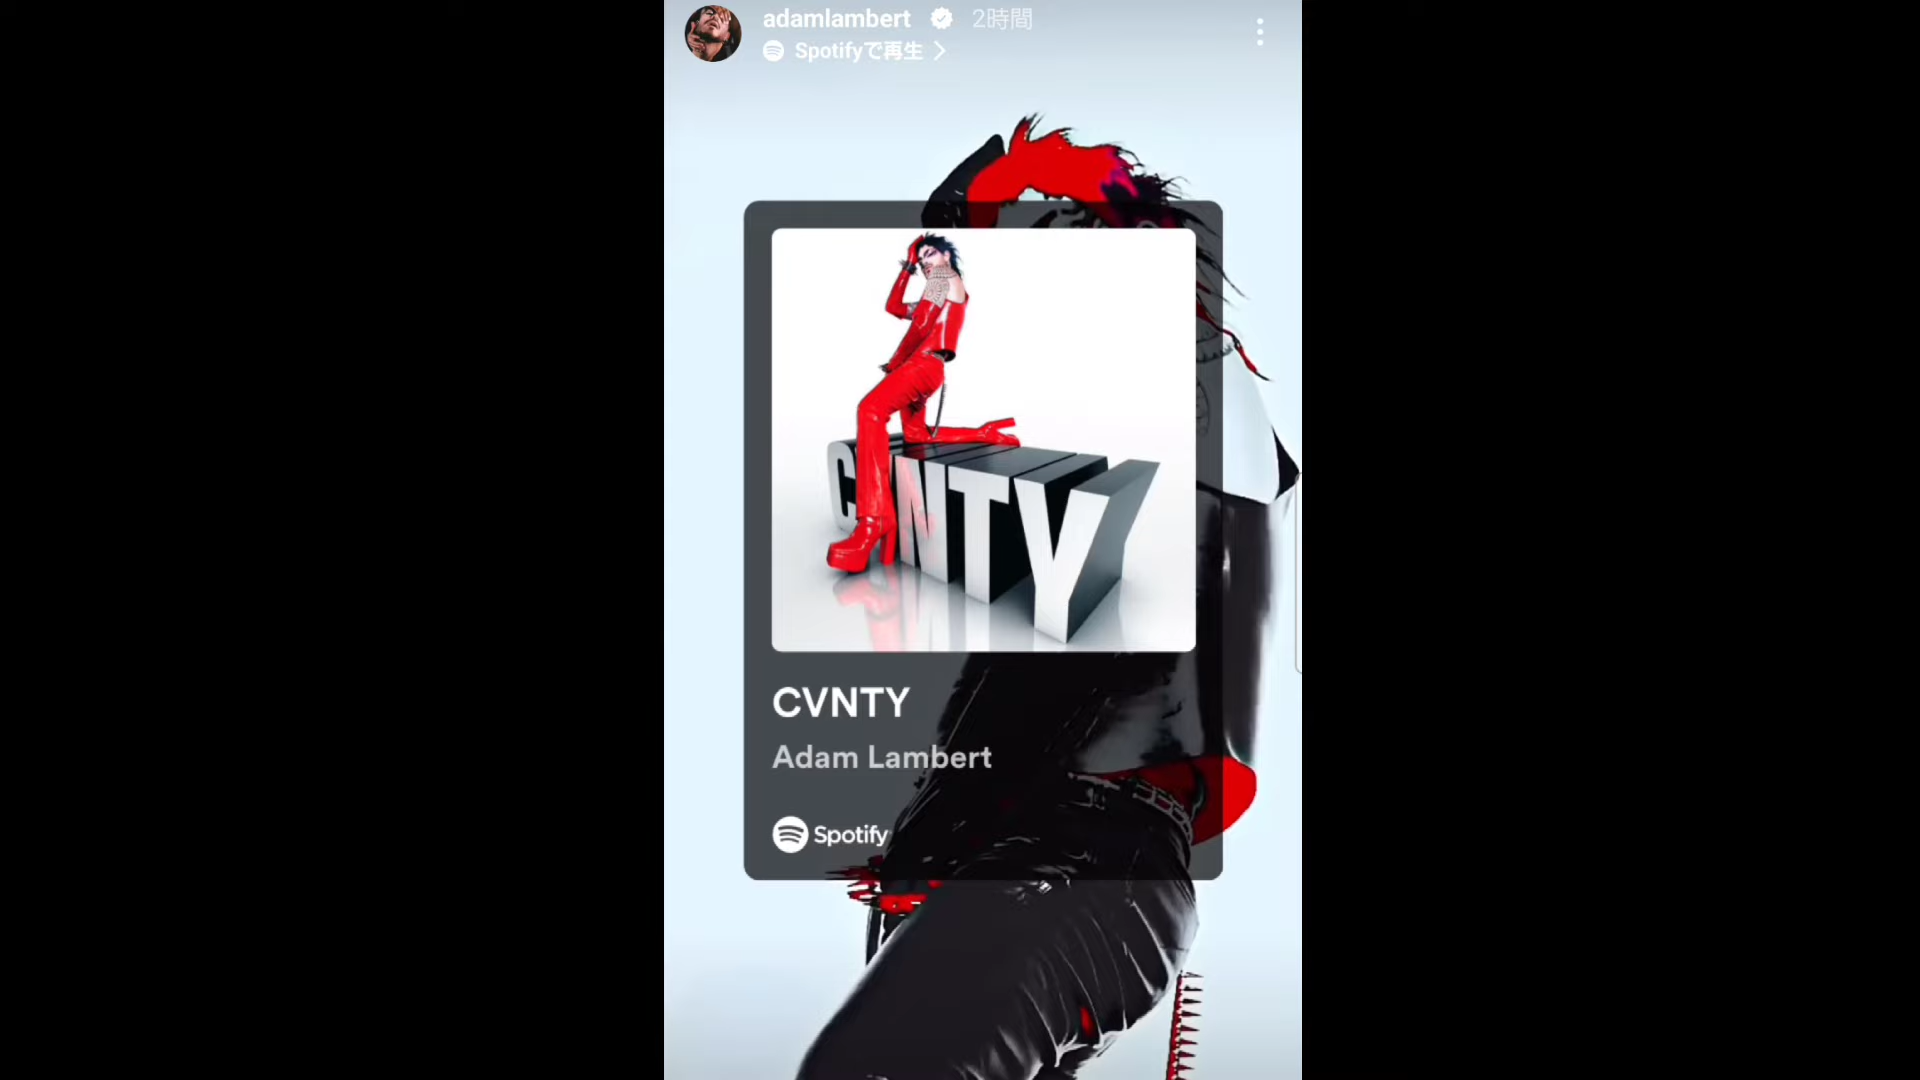 adamlambert 2時間
Spotifyで再生
CVNTY
CVNTY
Adam Lambert
Spotify